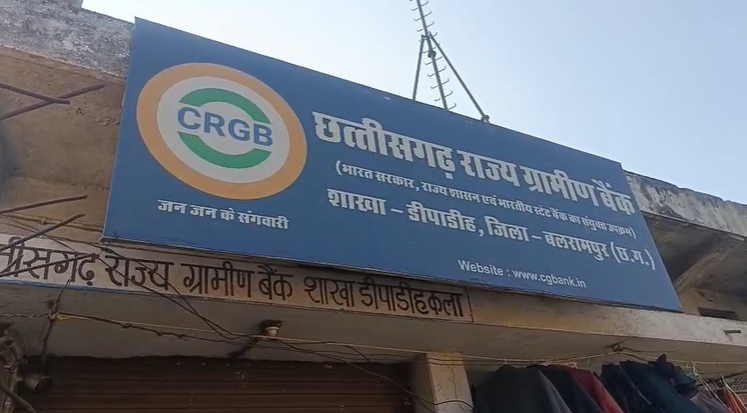 CRGB
जन जन के संगवारी
छत्तीसगढ़ राज्य ग्रामीण बैंक
(भारत सरकार, राज्य शासन एवं भारतीय स्टेट बैंक का संयुक्त उपक्रम)
शाखा – डीपाडीह, जिला – बलरामपुर (छ.ग.)
Website : www.cgbank.in
त्तीसगढ़ राज्य ग्रामीण बैंक शाखा डीपाडीहकला